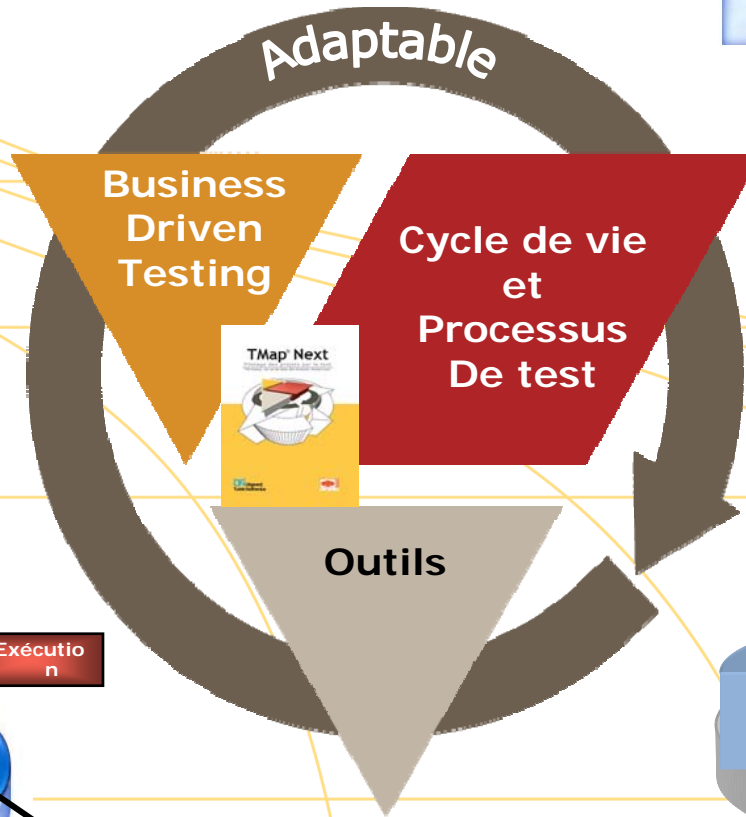 Adaptable
Business
Driven
Testing
Cycle de vie
et
Processus
De test
TMap® Next
Outils
Exécutio
n